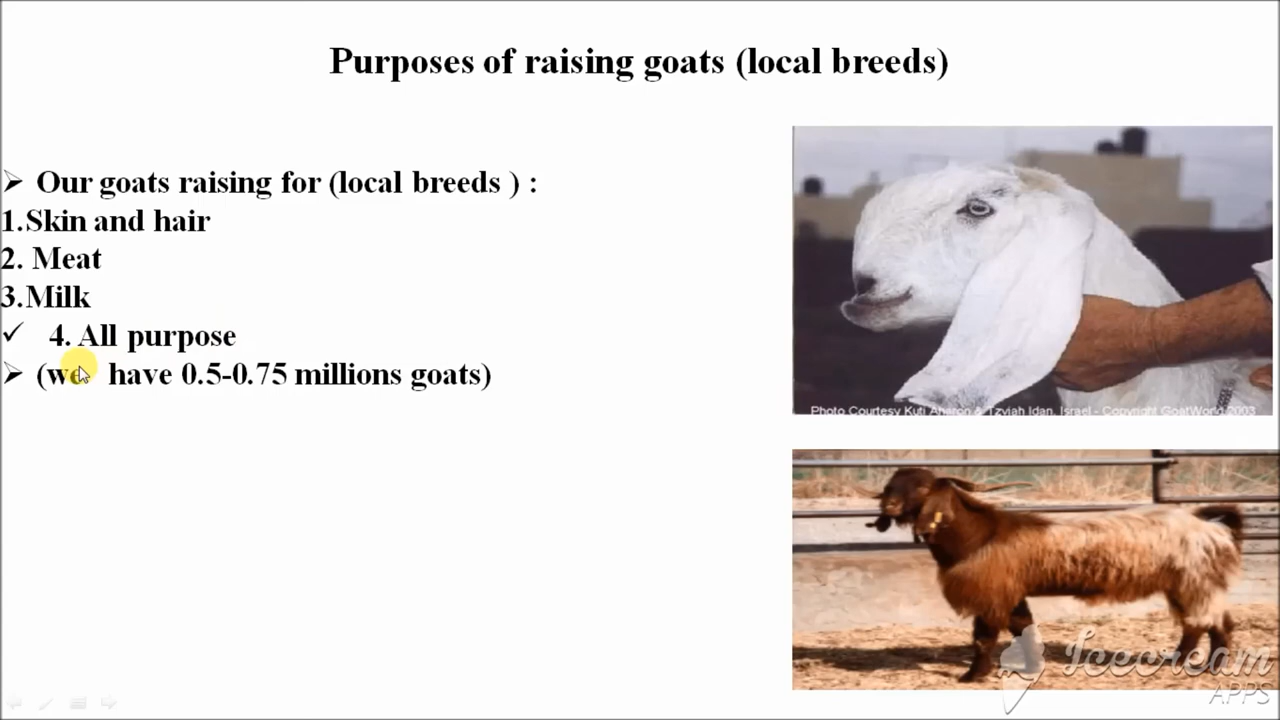 Purposes of raising goats (local breeds)
➢ Our goats raising for (local breeds ) :
1.Skin and hair
2. Meat
3.Milk
✓ 4. All purpose
➢ (we have 0.5-0.75 millions goats)
Photo Courtesy Kuti Aharon & Tzviah Idan, Israel - Copyright GoatWorld 2003
Icecream
APPS